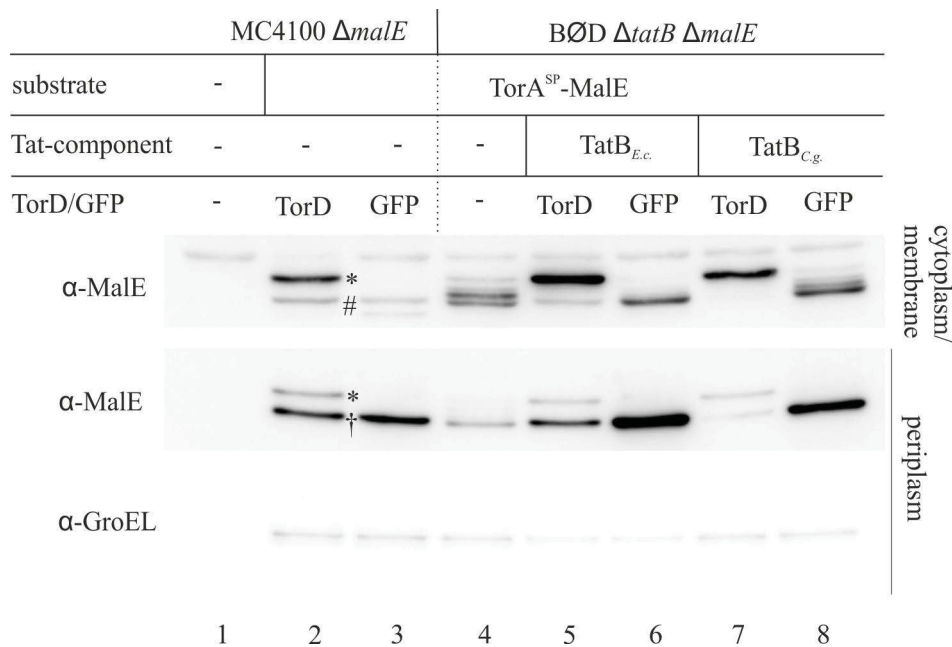 MC4100 ΔmalE BØD ΔtatB ΔmalE
substrate - TorA^SP-MalE
Tat-component - - - - TatB_E.c. TatB_C.g.
TorD/GFP - TorD GFP - TorD GFP TorD GFP
α-MalE * #
cytoplasm/
membrane
α-MalE * †
α-GroEL
periplasm
1 2 3 4 5 6 7 8